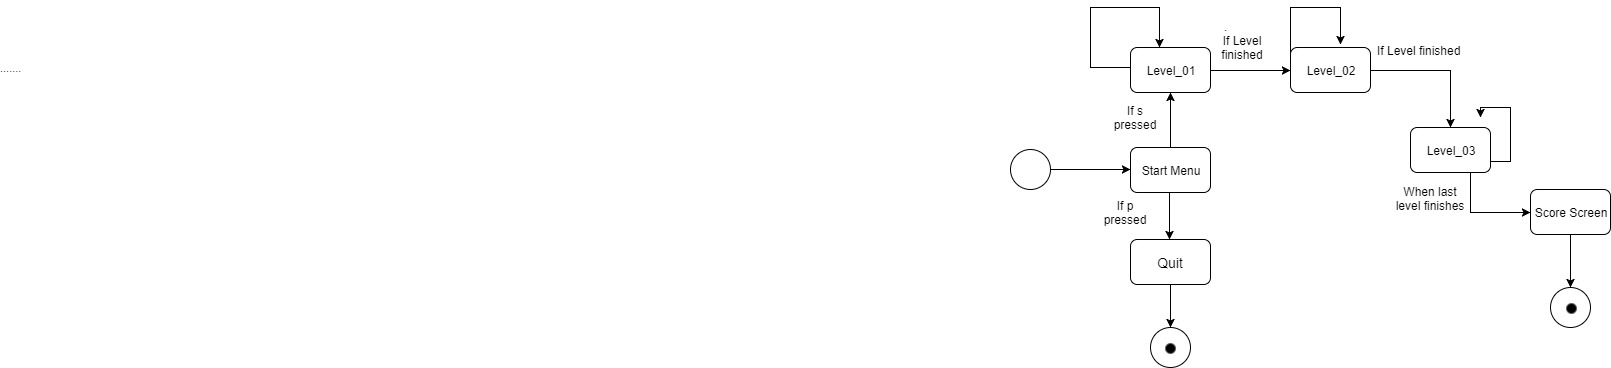 .......
.
If Level
finished
If Level finished
Level_01
Level_02
If s
pressed
Level_03
Start Menu
When last
level finishes
If p
pressed
Score Screen
Quit